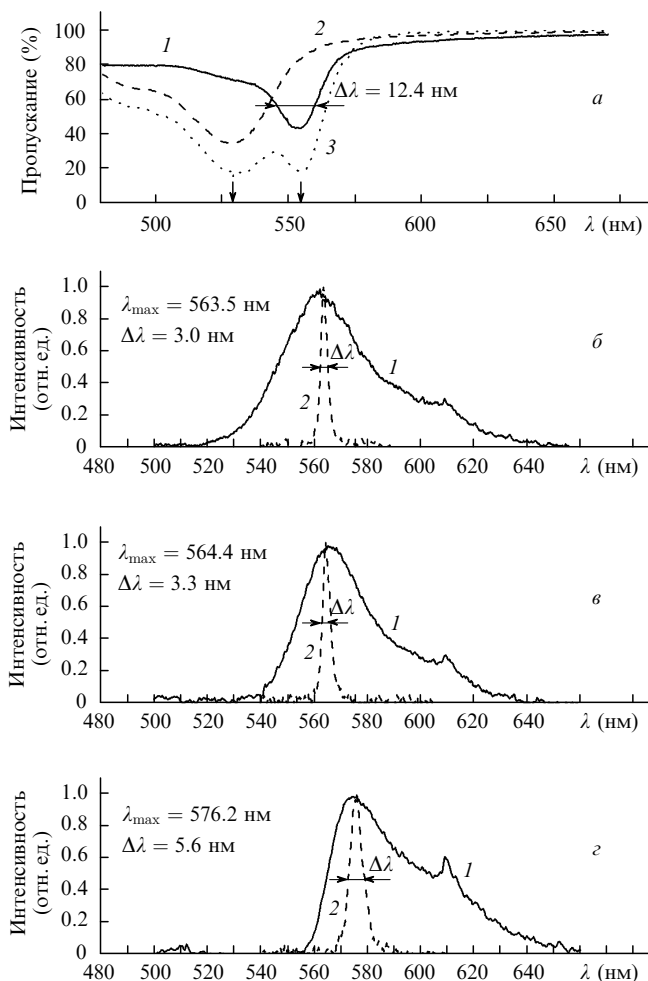 Пропускание (%)
100
80
60
40
20
0
1
2
Δλ = 12.4 нм
3
а
500
550
600
650
λ (нм)
Интенсивность
(отн. ед.)
1.0
0.8
0.6
0.4
0.2
0
λmax = 563.5 нм
Δλ = 3.0 нм
Δλ
1
2
б
480
500
520
540
560
580
600
620
640
λ (нм)
Интенсивность
(отн. ед.)
1.0
0.8
0.6
0.4
0.2
0
λmax = 564.4 нм
Δλ = 3.3 нм
Δλ
1
2
в
480
500
520
540
560
580
600
620
640
λ (нм)
Интенсивность
(отн. ед.)
1.0
0.8
0.6
0.4
0.2
0
λmax = 576.2 нм
Δλ = 5.6 нм
Δλ
1
2
г
480
500
520
540
560
580
600
620
640
λ (нм)